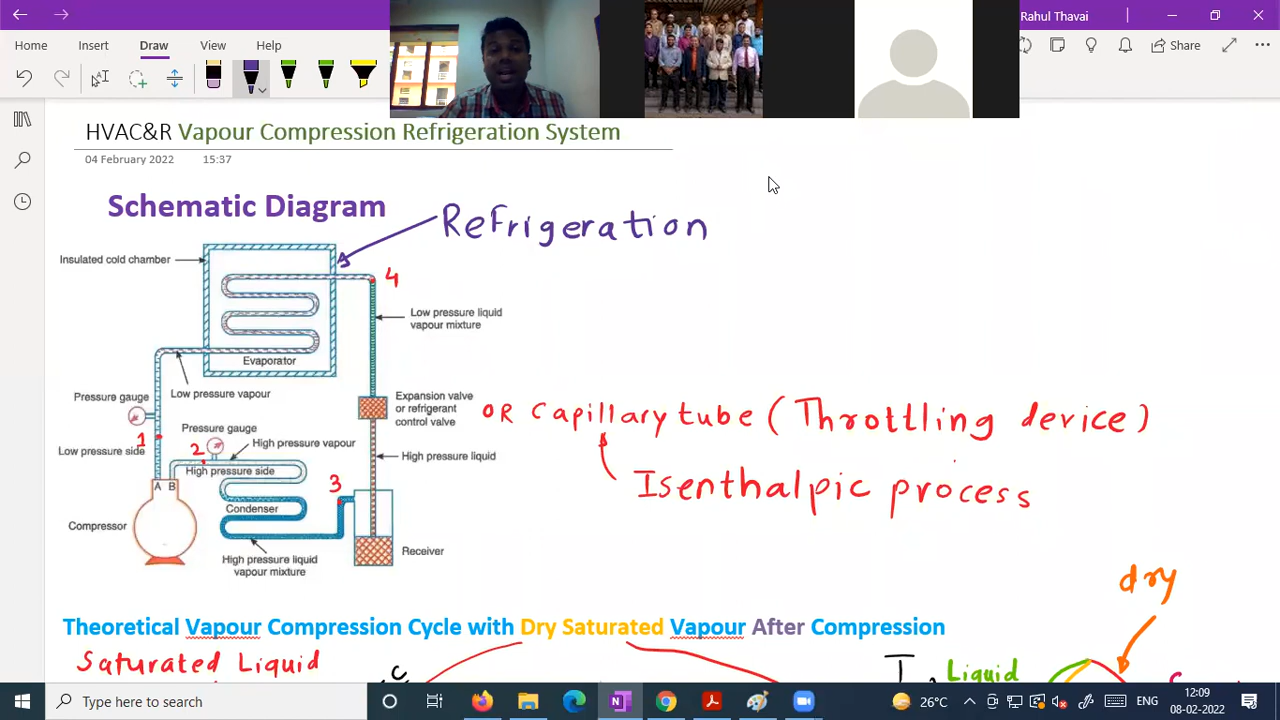 Rahul Thavai
Home Insert Draw View Help Share
HVAC&R Vapour Compression Refrigeration System
04 February 2022 15:37
Schematic Diagram
Refrigeration
Insulated cold chamber
4
Low pressure liquid
vapour mixture
Evaporator
Low pressure vapour
Pressure gauge
Expansion valve
or refrigerant
control valve
OR Capillary tube (Throttling device)
Pressure gauge
1
2
High pressure vapour
Low pressure side
High pressure side
High pressure liquid
Isenthalpic process
3
A B
Condenser
Compressor
Receiver
High pressure liquid
vapour mixture
dry
Theoretical Vapour Compression Cycle with Dry Saturated Vapour After Compression
Saturated Liquid
C
T
Liquid
Type here to search
26°C
ENG
12:09
08-02-2022